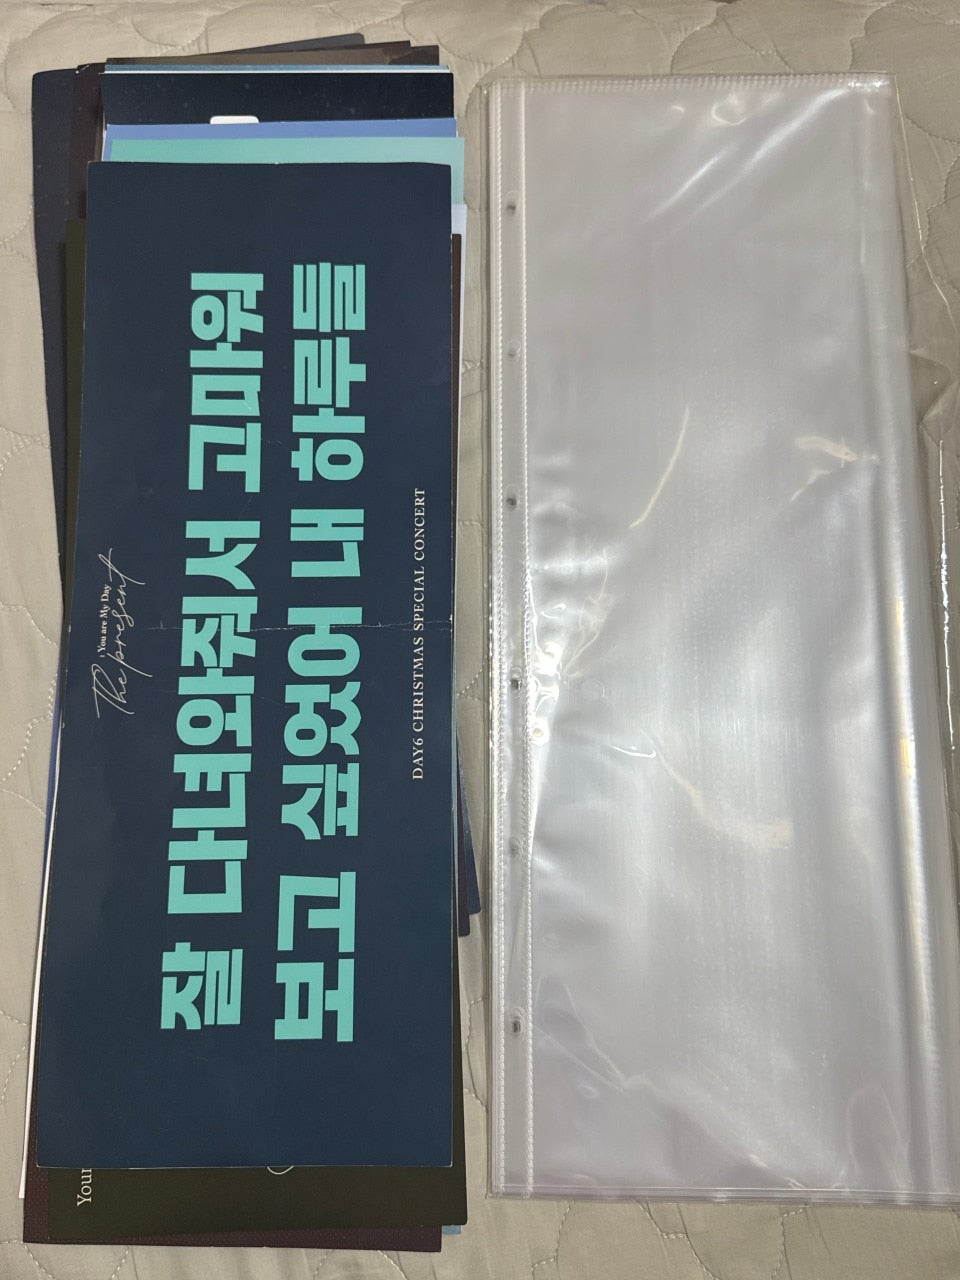 The present
: You are My Day
잘 다녀와줘서 고마워
보고 싶었어 내 하루들
DAY6 CHRISTMAS SPECIAL CONCERT